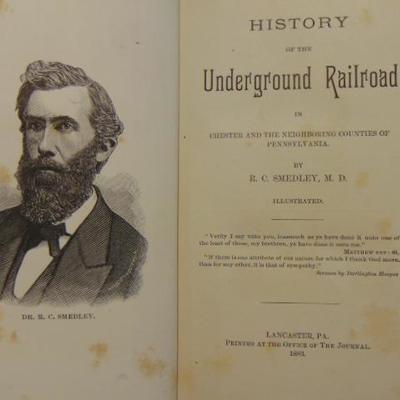 DR. R. C. SMEDLEY.
HISTORY
OF THE
Underground Railroad
IN
CHESTER AND THE NEIGHBORING COUNTIES OF
PENNSYLVANIA.
BY
R. C. SMEDLEY, M. D.
ILLUSTRATED.
"Verily I say unto you, inasmuch as ye have done it unto one of
the least of these, my brethren, ye have done it unto me."
MATTHEW
"If there is one attribute of our nature for which I thank God more,
than for any other, it is that of sympathy."
Sermon by Dartington Hoopes
LANCASTER, PA.
PRINTED AT THE OFFICE OF THE JOURNAL.
1883.